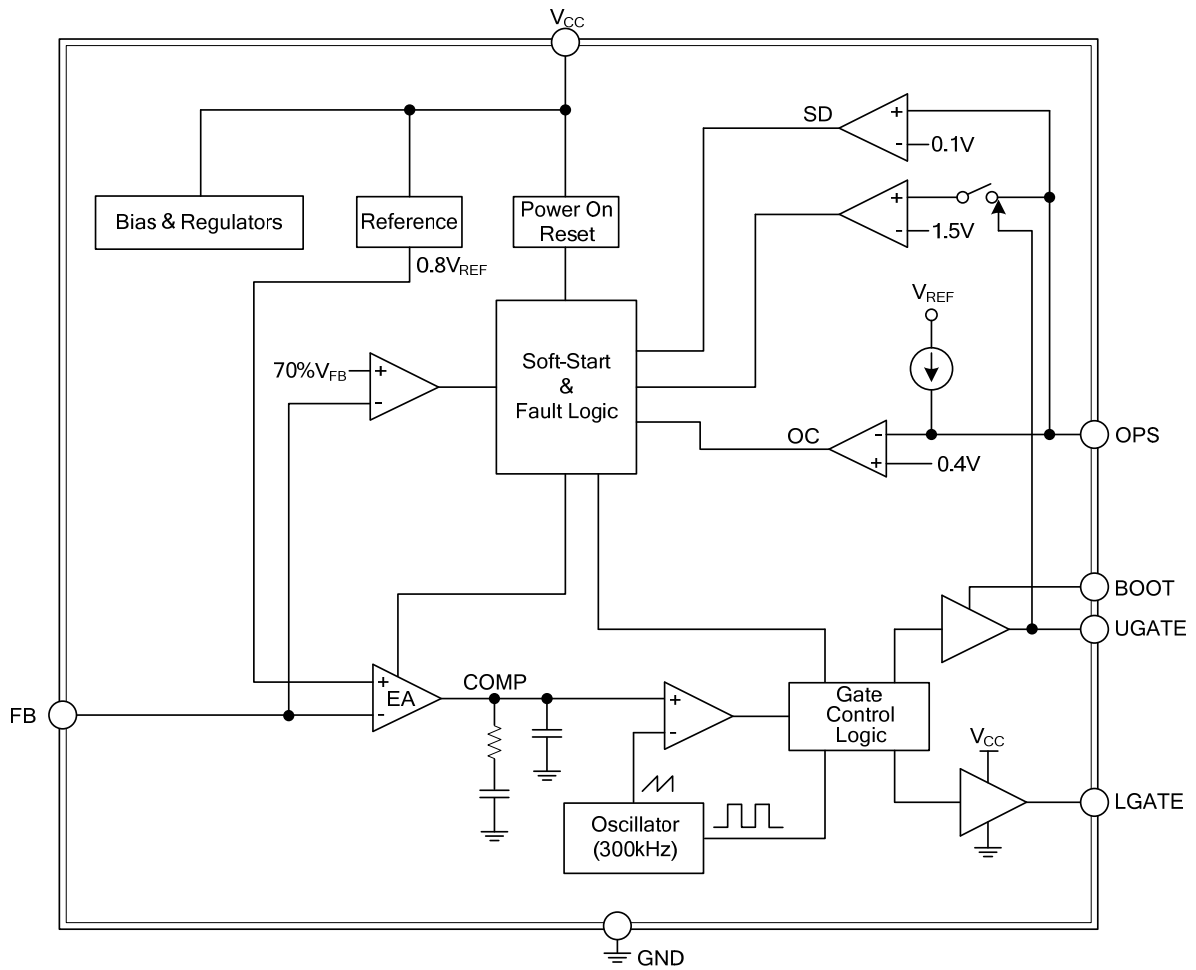 VCC
SD
+
-
0.1V
Bias & Regulators
Reference
Power On
Reset
+
-
1.5V
0.8VREF
VREF
70%VFB
+
-
Soft-Start
&
Fault Logic
OC
-
+
0.4V
OPS
BOOT
UGATE
FB
+
-
EA
COMP
+
-
Gate
Control
Logic
VCC
LGATE
Oscillator
(300kHz)
GND